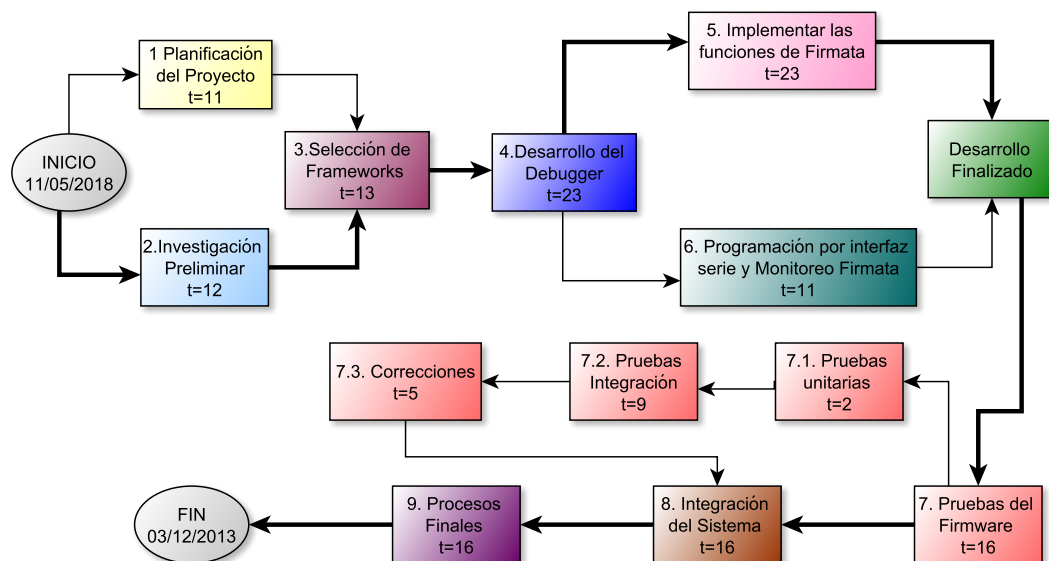 1 Planificación
del Proyecto
t=11
INICIO
11/05/2018
2.Investigación
Preliminar
t=12
3.Selección de
Frameworks
t=13
4.Desarrollo del
Debugger
t=23
5. Implementar las
funciones de Firmata
t=23
6. Programación por interfaz
serie y Monitoreo Firmata
t=11
Desarrollo
Finalizado
7.3. Correcciones
t=5
7.2. Pruebas
Integración
t=9
7.1. Pruebas
unitarias
t=2
FIN
03/12/2013
9. Procesos
Finales
t=16
8. Integración
del Sistema
t=16
7. Pruebas del
Firmware
t=16